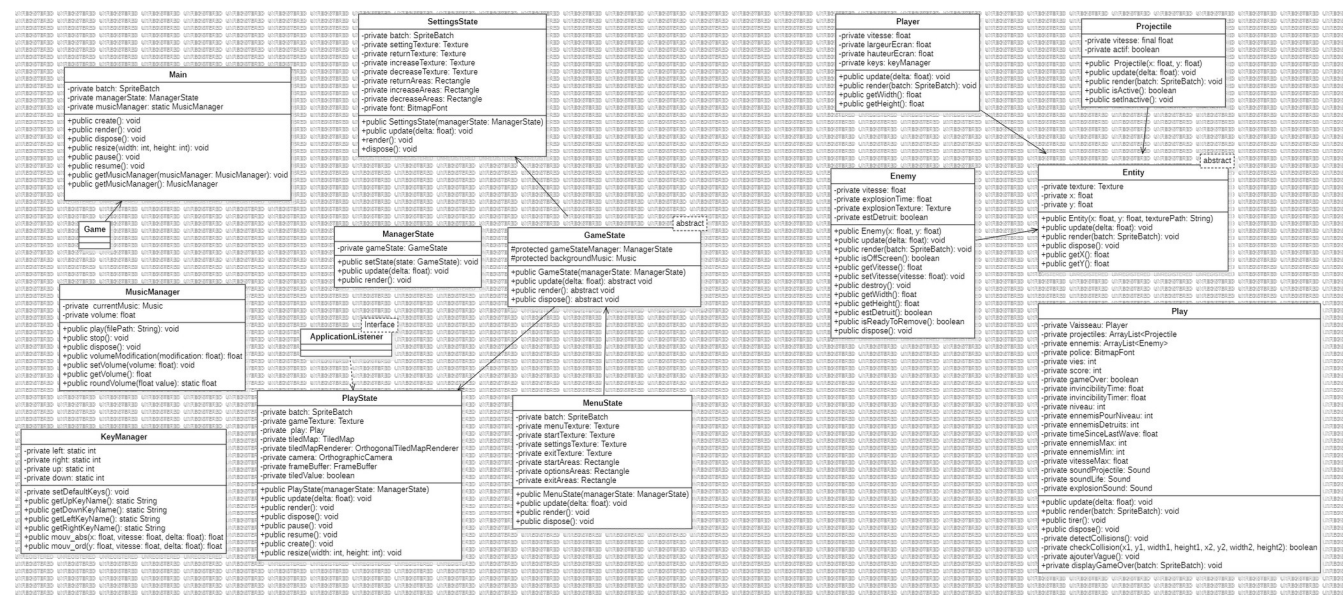 Main
-private batch: SpriteBatch
-private managerState: ManagerState
-private musicManager: static MusicManager
+public create(): void
+public render(): void
+public dispose(): void
+public resize(width: int, height: int): void
+public pause(): void
+public resume(): void
+public getMusicManager(musicManager: MusicManager): void
+public getMusicManager(): MusicManager
Game
MusicManager
-private currentMusic: Music
-private volume: float
+public play(filePath: String): void
+public stop(): void
+public dispose(): void
+public volumeModification(modification: float): float
+public setVolume(volume: float): void
+public getVolume(): float
+public roundVolume(float value): static float
KeyManager
-private left: static int
-private right: static int
-private up: static int
-private down: static int
-private setDefaultKeys(): void
+public getUpKeyName(): static String
+public getDownKeyName(): static String
+public getLeftKeyName(): static String
+public getRightKeyName(): static String
+public mouv_abs(x: float, vitesse: float, delta: float): float
+public mouv_ord(y: float, vitesse: float, delta: float): float
SettingsState
-private batch: SpriteBatch
-private settingTexture: Texture
-private returnTexture: Texture
-private increaseTexture: Texture
-private decreaseTexture: Texture
-private returnAreas: Rectangle
-private increaseAreas: Rectangle
-private decreaseAreas: Rectangle
-private font: BitmapFont
+public SettingsState(managerState: ManagerState)
+public update(delta: float): void
+render(): void
+dispose(): void
ManagerState
-private gameState: GameState
+public setState(state: GameState): void
+public update(delta: float): void
+public render(): void
abstract
GameState
#protected gameStateManager: ManagerState
#protected backgroundMusic: Music
+public GameState(managerState: ManagerState)
+public update(delta: float): abstract void
+public render(): abstract void
+public dispose(): abstract void
Interface
ApplicationListener
PlayState
-private batch: SpriteBatch
-private gameTexture: Texture
-private play: Play
-private tiledMap: TiledMap
-private tiledMapRenderer: OrthogonalTiledMapRenderer
-private camera: OrthographicCamera
-private frameBuffer: FrameBuffer
-private tiledValue: boolean
+public PlayState(managerState: ManagerState)
+public update(delta: float): void
+public render(): void
+public dispose(): void
+public pause(): void
+public resume(): void
+public create(): void
+public resize(width: int, height: int): void
MenuState
-private batch: SpriteBatch
-private menuTexture: Texture
-private startTexture: Texture
-private settingsTexture: Texture
-private exitTexture: Texture
-private startAreas: Rectangle
-private optionsAreas: Rectangle
-private exitAreas: Rectangle
+public MenuState(managerState: ManagerState)
+public update(delta: float): void
+public render(): void
+public dispose(): void
Player
-private vitesse: float
-private largeurEcran: float
-private hauteurEcran: float
-private keys: keyManager
+public update(delta: float): void
+public render(batch: SpriteBatch): void
+public getWidth(): float
+public getHeight(): float
Projectile
-private vitesse: final float
-private actif: boolean
+public Projectile(x: float, y: float)
+public update(delta: float): void
+public render(batch: SpriteBatch): void
+public isActive(): boolean
+public setInactive(): void
Enemy
-private vitesse: float
-private explosionTime: float
-private explosionTexture: Texture
-private estDetruit: boolean
+public Enemy(x: float, y: float)
+public update(delta: float): void
+public render(batch: SpriteBatch): void
+public isOffScreen(): boolean
+public getVitesse(): float
+public setVitesse(vitesse: float): void
+public destroy(): void
+public getWidth(): float
+public getHeight(): float
+public estDetruit(): boolean
+public isReadyToRemove(): boolean
+public dispose(): void
abstract
Entity
-private texture: Texture
-private x: float
-private y: float
+public Entity(x: float, y: float, texturePath: String)
+public update(delta: float): void
+public render(batch: SpriteBatch): void
+public dispose(): void
+public getX(): float
+public getY(): float
Play
-private Vaisseau: Player
-private projectiles: ArrayList<Projectile
-private ennemis: ArrayList<Enemy>
-private police: BitmapFont
-private vies: int
-private score: int
-private gameOver: boolean
-private invincibilityTimer: float
-private invincibilityTimer: float
-private niveau: int
-private ennemisPourNiveau: int
-private ennemisDetruits: int
-private timeSinceLastWave: float
-private ennemisMax: int
-private ennemisMin: int
-private vitesseMax: float
-private soundProjectile: Sound
-private soundLife: Sound
-private explosionSound: Sound
+public update(delta: float): void
+public render(batch: SpriteBatch): void
+public tirer(): void
+public dispose(): void
-private detectCollisions(): void
-private checkCollision(x1, y1, width1, height1, x2, y2, width2, height2): boolean
-private ajouterVague(): void
+private displayGameOver(batch: SpriteBatch): void